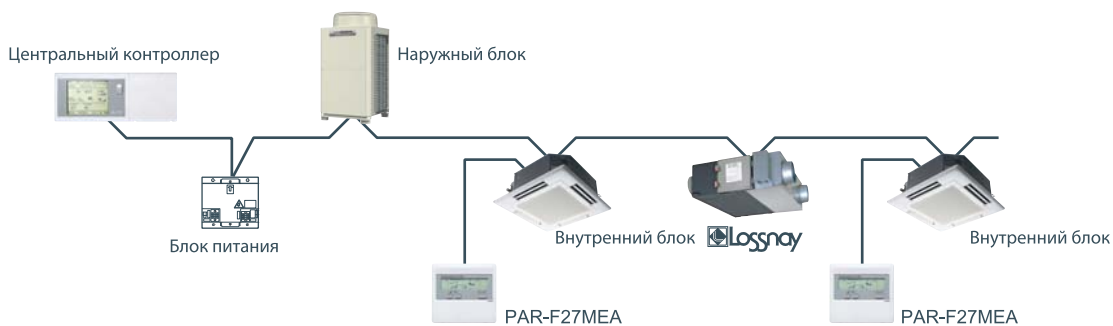 Центральный контроллер
Наружный блок
Блок питания
Внутренний блок
Lossnay
Внутренний блок
PAR-F27MEA
PAR-F27MEA